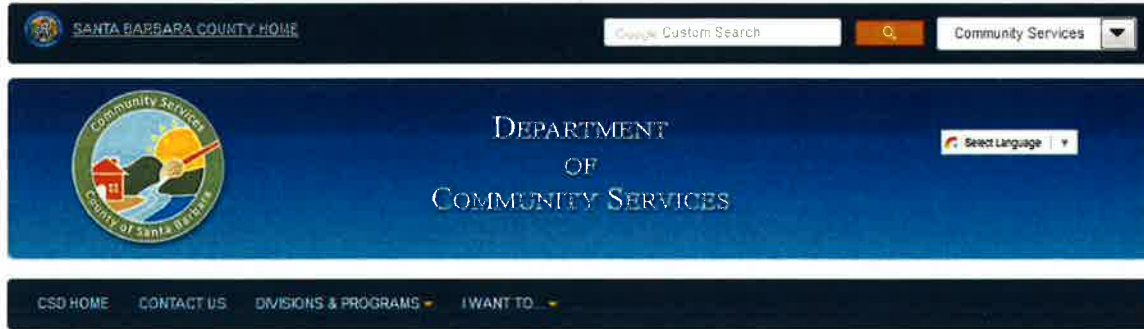 SANTA BARBARA COUNTY HOME
Google Custom Search
Community Services
Community Services
County of Santa Barbara
DEPARTMENT
OF
COMMUNITY SERVICES
Select Language
CSD HOME CONTACT US DIVISIONS & PROGRAMS I WANT TO...